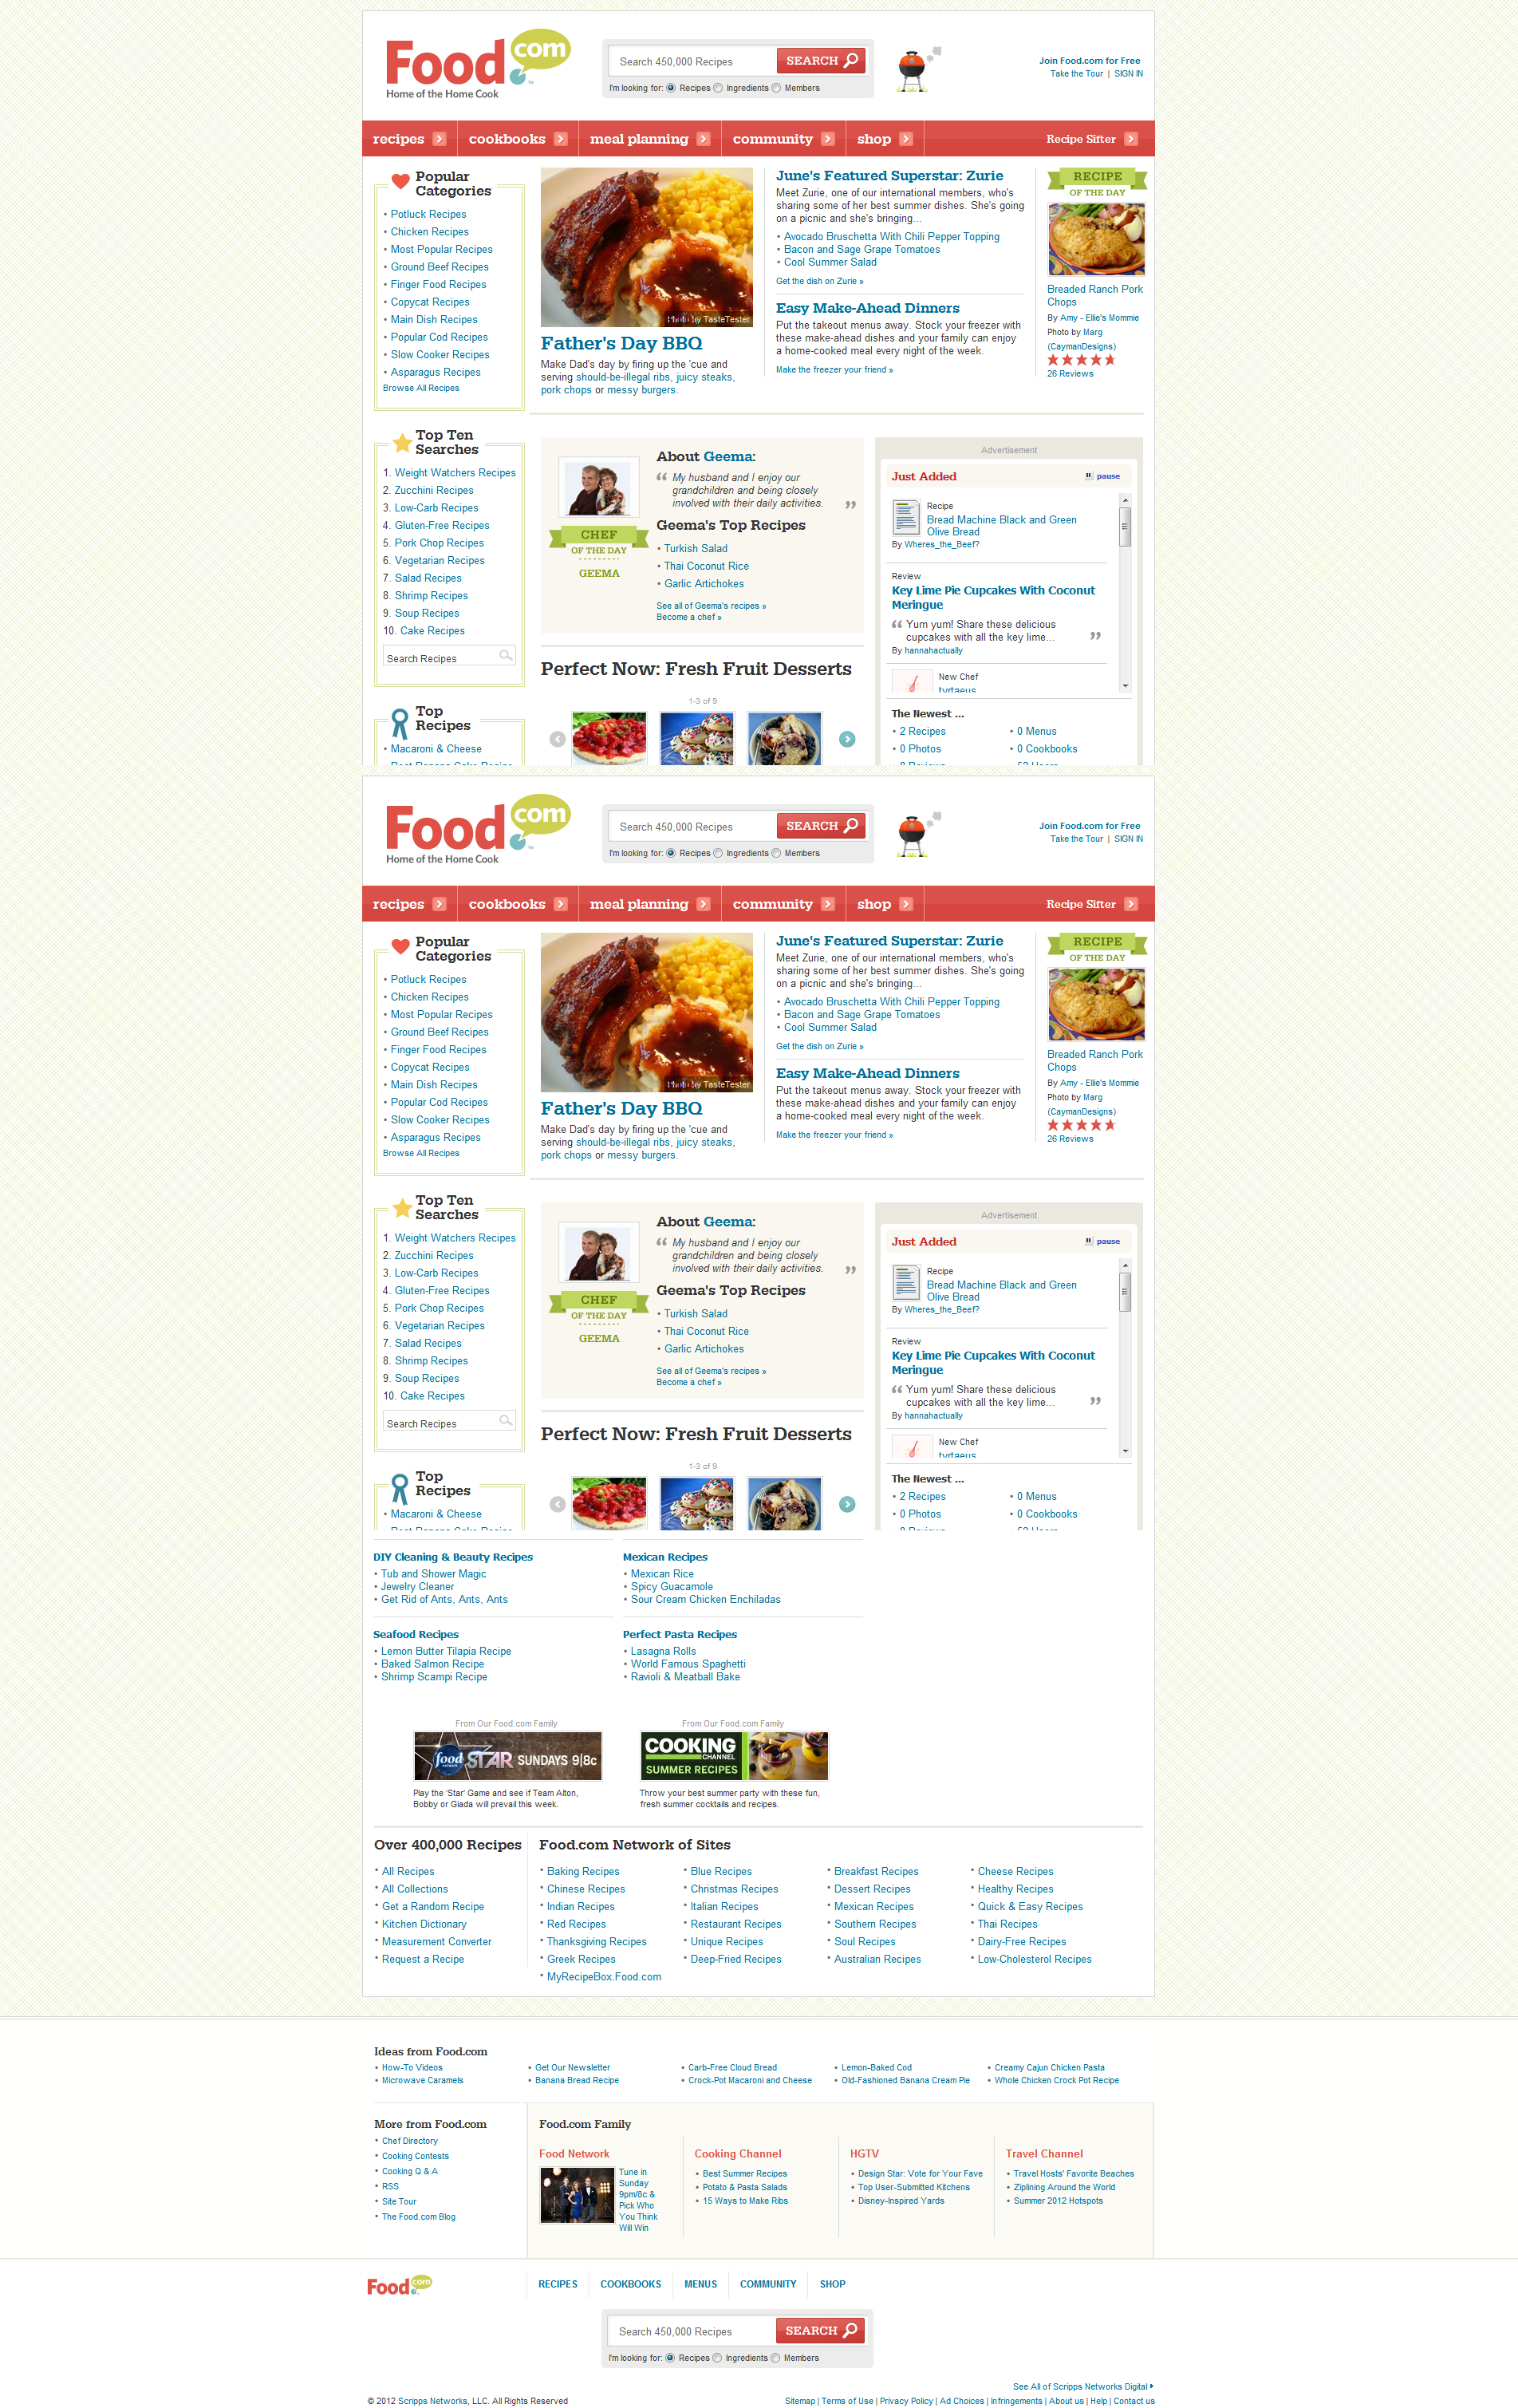 Food.com
Home of the Home Cook
Search 450,000 Recipes
SEARCH
I'm looking for: Recipes Ingredients Members
Join Food.com for Free
Take the Tour | SIGN IN
recipes cookbooks meal planning community shop Recipe Sifter
Popular
Categories
• Potluck Recipes
• Chicken Recipes
• Most Popular Recipes
• Ground Beef Recipes
• Finger Food Recipes
• Copycat Recipes
• Main Dish Recipes
• Popular Cod Recipes
• Slow Cooker Recipes
• Asparagus Recipes
Browse All Recipes
Photo by TasteTester
Father's Day BBQ
Make Dad's day by firing up the 'cue and
serving should-be-illegal ribs, juicy steaks,
pork chops or messy burgers.
June's Featured Superstar: Zurie
Meet Zurie, one of our international members, who's
sharing some of her best summer dishes. She's going
on a picnic and she's bringing...
• Avocado Bruschetta With Chili Pepper Topping
• Bacon and Sage Grape Tomatoes
• Cool Summer Salad
Get the dish on Zurie »
Easy Make-Ahead Dinners
Put the takeout menus away. Stock your freezer with
these make-ahead dishes and your family can enjoy
a home-cooked meal every night of the week.
Make the freezer your friend »
RECIPE
OF THE DAY
Breaded Ranch Pork
Chops
By Amy - Ellie's Mommie
Photo by Marg
(CaymanDesigns)
26 Reviews
Top Ten
Searches
1. Weight Watchers Recipes
2. Zucchini Recipes
3. Low-Carb Recipes
4. Gluten-Free Recipes
5. Pork Chop Recipes
6. Vegetarian Recipes
7. Salad Recipes
8. Shrimp Recipes
9. Soup Recipes
10. Cake Recipes
Search Recipes
CHEF
OF THE DAY
GEEMA
About Geema:
“ My husband and I enjoy our
grandchildren and being closely
involved with their daily activities. ”
Geema's Top Recipes
• Turkish Salad
• Thai Coconut Rice
• Garlic Artichokes
See all of Geema's recipes »
Become a chef »
Advertisement
Just Added
pause
Recipe
Bread Machine Black and Green
Olive Bread
By Wheres_the_Beef?
Review
Key Lime Pie Cupcakes With Coconut
Meringue
“ Yum yum! Share these delicious
cupcakes with all the key lime... ”
By hannahactually
New Chef
tyrtaeus
The Newest ...
• 2 Recipes • 0 Menus
• 0 Photos • 0 Cookbooks
Perfect Now: Fresh Fruit Desserts
1-3 of 9
Top
Recipes
• Macaroni & Cheese
Food.com
Home of the Home Cook
Search 450,000 Recipes
SEARCH
I'm looking for: Recipes Ingredients Members
Join Food.com for Free
Take the Tour | SIGN IN
recipes cookbooks meal planning community shop Recipe Sifter
Popular
Categories
• Potluck Recipes
• Chicken Recipes
• Most Popular Recipes
• Ground Beef Recipes
• Finger Food Recipes
• Copycat Recipes
• Main Dish Recipes
• Popular Cod Recipes
• Slow Cooker Recipes
• Asparagus Recipes
Browse All Recipes
Photo by TasteTester
Father's Day BBQ
Make Dad's day by firing up the 'cue and
serving should-be-illegal ribs, juicy steaks,
pork chops or messy burgers.
June's Featured Superstar: Zurie
Meet Zurie, one of our international members, who's
sharing some of her best summer dishes. She's going
on a picnic and she's bringing...
• Avocado Bruschetta With Chili Pepper Topping
• Bacon and Sage Grape Tomatoes
• Cool Summer Salad
Get the dish on Zurie »
Easy Make-Ahead Dinners
Put the takeout menus away. Stock your freezer with
these make-ahead dishes and your family can enjoy
a home-cooked meal every night of the week.
Make the freezer your friend »
RECIPE
OF THE DAY
Breaded Ranch Pork
Chops
By Amy - Ellie's Mommie
Photo by Marg
(CaymanDesigns)
26 Reviews
Top Ten
Searches
1. Weight Watchers Recipes
2. Zucchini Recipes
3. Low-Carb Recipes
4. Gluten-Free Recipes
5. Pork Chop Recipes
6. Vegetarian Recipes
7. Salad Recipes
8. Shrimp Recipes
9. Soup Recipes
10. Cake Recipes
Search Recipes
CHEF
OF THE DAY
GEEMA
About Geema:
“ My husband and I enjoy our
grandchildren and being closely
involved with their daily activities. ”
Geema's Top Recipes
• Turkish Salad
• Thai Coconut Rice
• Garlic Artichokes
See all of Geema's recipes »
Become a chef »
Advertisement
Just Added
pause
Recipe
Bread Machine Black and Green
Olive Bread
By Wheres_the_Beef?
Review
Key Lime Pie Cupcakes With Coconut
Meringue
“ Yum yum! Share these delicious
cupcakes with all the key lime... ”
By hannahactually
New Chef
tyrtaeus
The Newest ...
• 2 Recipes • 0 Menus
• 0 Photos • 0 Cookbooks
Perfect Now: Fresh Fruit Desserts
1-3 of 9
Top
Recipes
• Macaroni & Cheese
DIY Cleaning & Beauty Recipes
• Tub and Shower Magic
• Jewelry Cleaner
• Get Rid of Ants, Ants, Ants
Mexican Recipes
• Mexican Rice
• Spicy Guacamole
• Sour Cream Chicken Enchiladas
Seafood Recipes
• Lemon Butter Tilapia Recipe
• Baked Salmon Recipe
• Shrimp Scampi Recipe
Perfect Pasta Recipes
• Lasagna Rolls
• World Famous Spaghetti
• Ravioli & Meatball Bake
From Our Food.com Family
food network STAR SUNDAYS 9|8c
Play the 'Star' Game and see if Team Alton,
Bobby or Giada will prevail this week.
From Our Food.com Family
COOKING
CHANNEL
SUMMER RECIPES
Throw your best summer party with these fun,
fresh summer cocktails and recipes.
Over 400,000 Recipes
• All Recipes
• All Collections
• Get a Random Recipe
• Kitchen Dictionary
• Measurement Converter
• Request a Recipe
Food.com Network of Sites
• Baking Recipes • Blue Recipes • Breakfast Recipes • Cheese Recipes
• Chinese Recipes • Christmas Recipes • Dessert Recipes • Healthy Recipes
• Indian Recipes • Italian Recipes • Mexican Recipes • Quick & Easy Recipes
• Red Recipes • Restaurant Recipes • Southern Recipes • Thai Recipes
• Thanksgiving Recipes • Unique Recipes • Soul Recipes • Dairy-Free Recipes
• Greek Recipes • Deep-Fried Recipes • Australian Recipes • Low-Cholesterol Recipes
• MyRecipeBox.Food.com
Ideas from Food.com
• How-To Videos • Get Our Newsletter • Carb-Free Cloud Bread • Lemon-Baked Cod • Creamy Cajun Chicken Pasta
• Microwave Caramels • Banana Bread Recipe • Crock-Pot Macaroni and Cheese • Old-Fashioned Banana Cream Pie • Whole Chicken Crock Pot Recipe
More from Food.com
• Chef Directory
• Cooking Contests
• Cooking Q & A
• RSS
• Site Tour
• The Food.com Blog
Food.com Family
Food Network
Tune in
Sunday
9pm/8c &
Pick Who
You Think
Will Win
Cooking Channel
• Best Summer Recipes
• Potato & Pasta Salads
• 15 Ways to Make Ribs
HGTV
• Design Star: Vote for Your Fave
• Top User-Submitted Kitchens
• Disney-Inspired Yards
Travel Channel
• Travel Hosts' Favorite Beaches
• Ziplining Around the World
• Summer 2012 Hotspots
Food.com
RECIPES COOKBOOKS MENUS COMMUNITY SHOP
Search 450,000 Recipes
SEARCH
I'm looking for: Recipes Ingredients Members
See All of Scripps Networks Digital
© 2012 Scripps Networks, LLC. All Rights Reserved
Sitemap | Terms of Use | Privacy Policy | Ad Choices | Infringements | About us | Help | Contact us